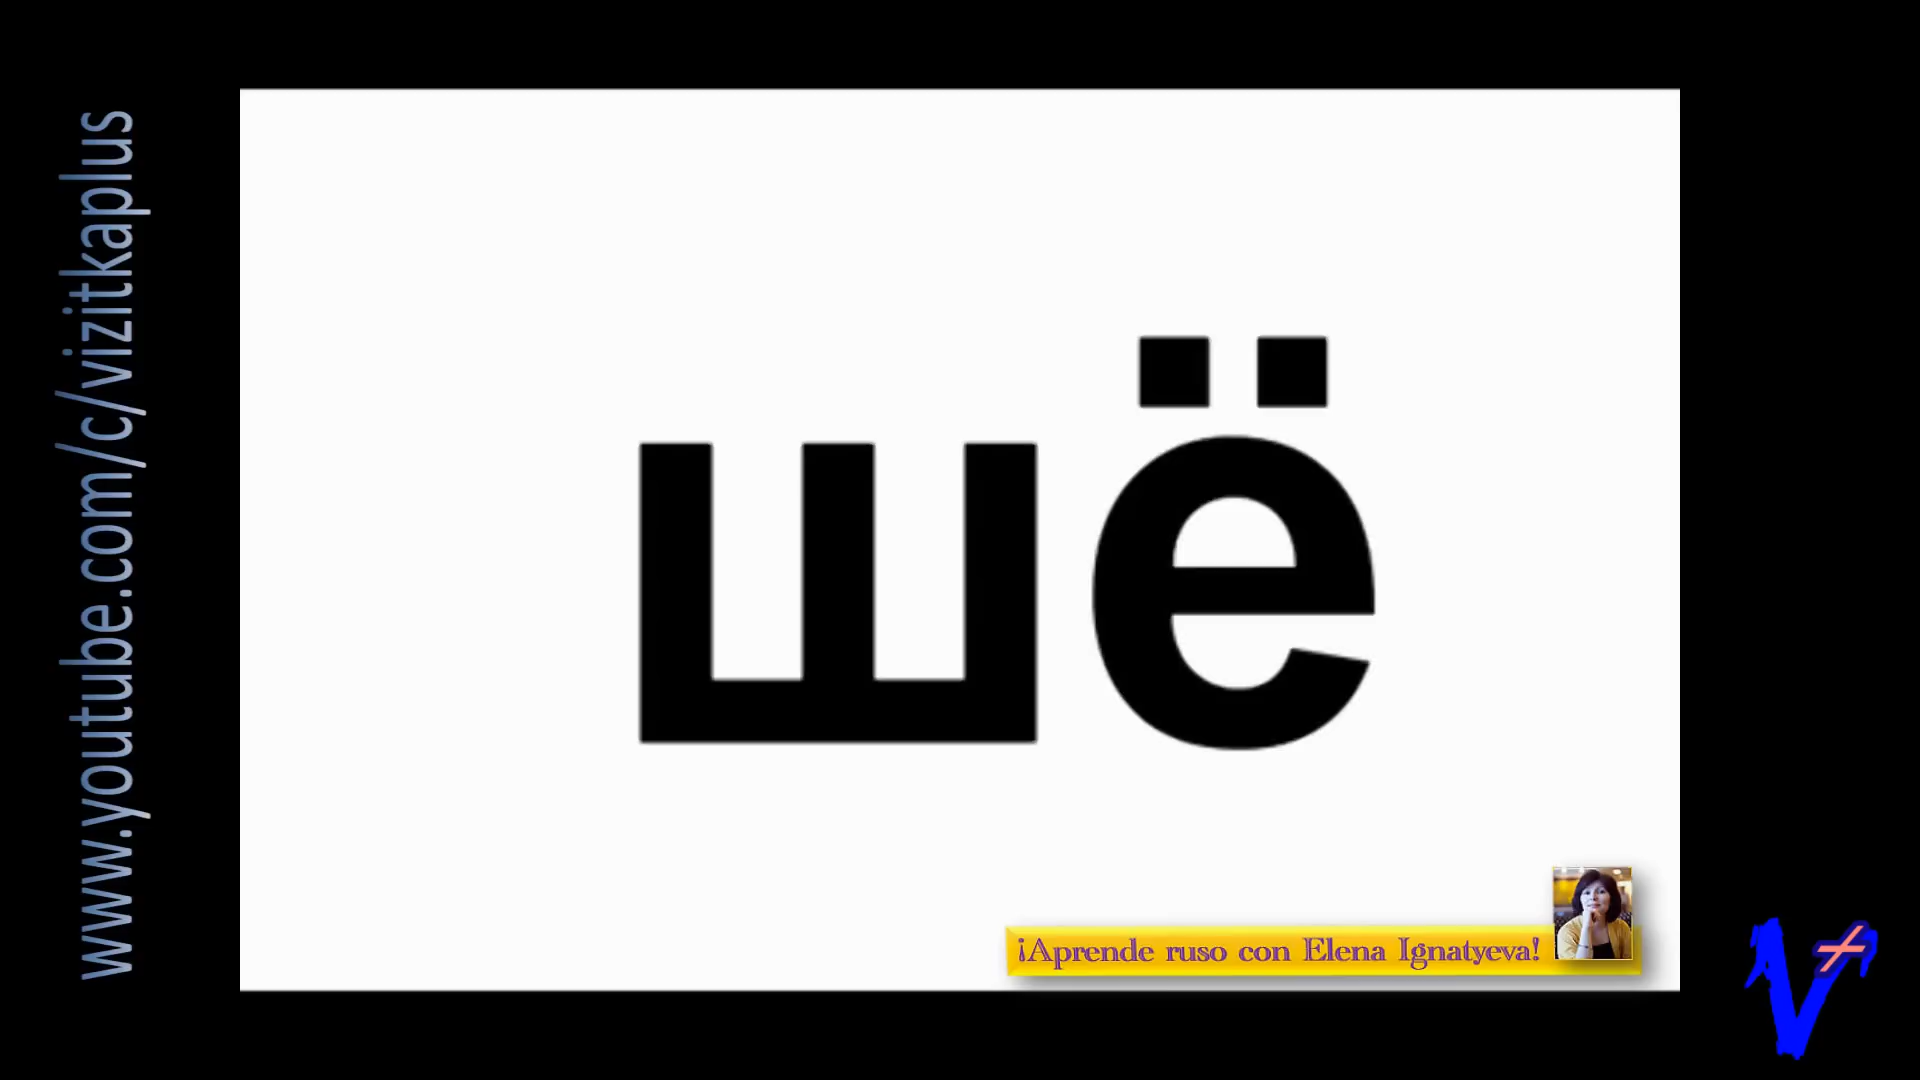 www.youtube.com/c/vizitkaplus
шё
¡Aprende ruso con Elena Ignatyeva!
V+